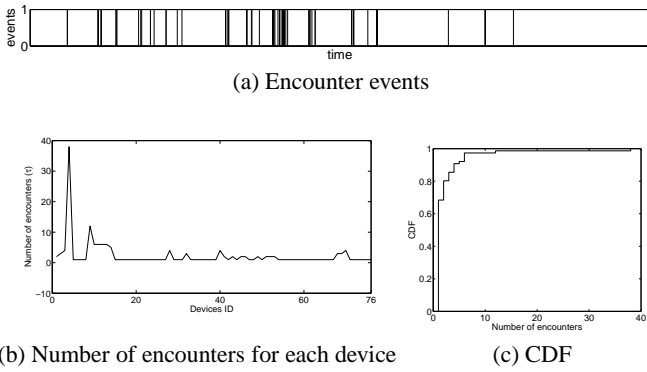 events
1
0
time
(a) Encounter events
Number of encounters (τ)
40
30
20
10
0
−10
0
20
40
60
76
Devices ID
(b) Number of encounters for each device
CDF
1
0.8
0.6
0.4
0.2
0
0
10
20
30
40
Number of encounters
(c) CDF